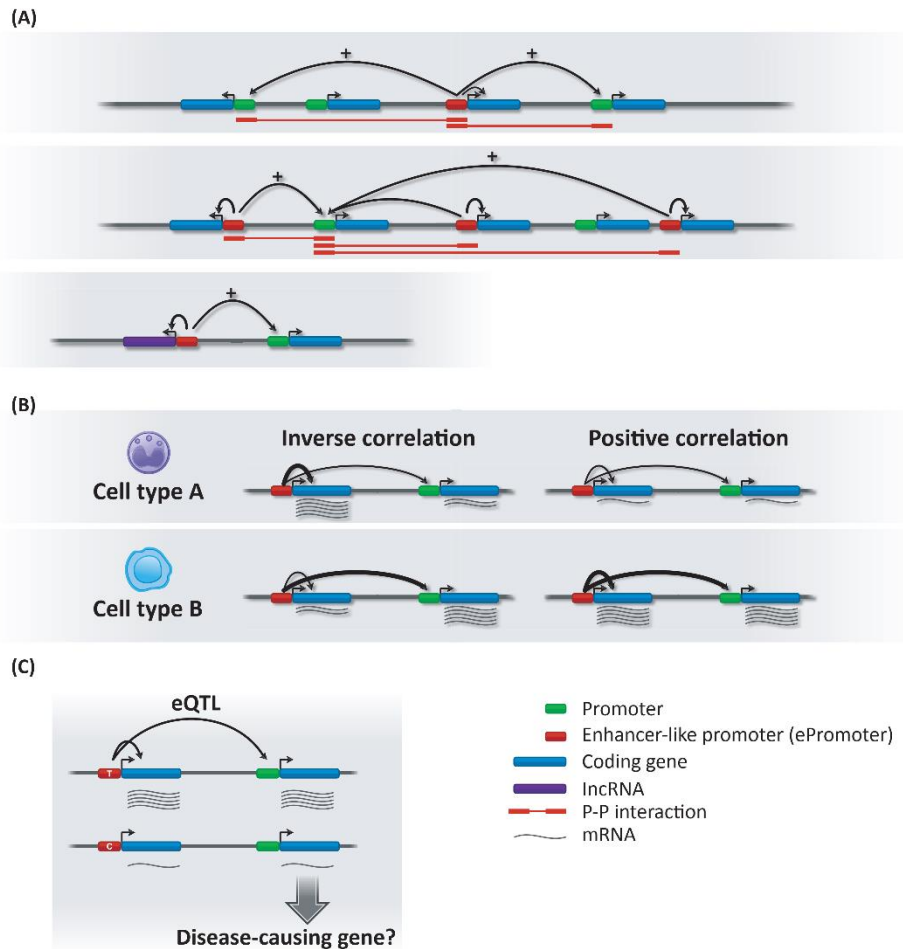 (A)
+ +
+ +
+
(B)
Inverse correlation Positive correlation
Cell type A
Cell type B
(C)
eQTL
T
C
Disease-causing gene?
Promoter
Enhancer-like promoter (ePromoter)
Coding gene
lncRNA
P-P interaction
mRNA